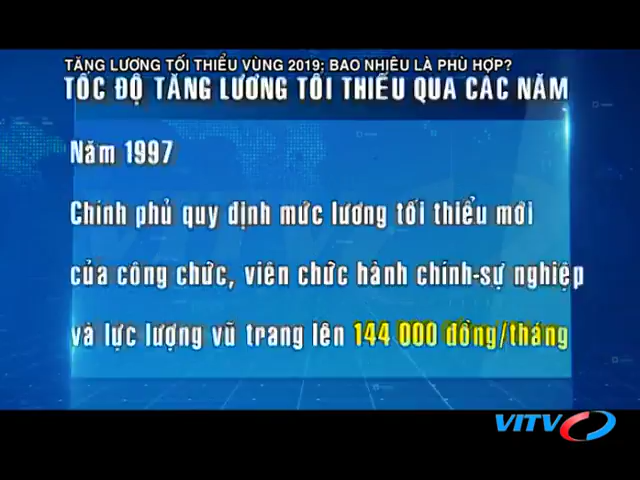 TĂNG LƯƠNG TỐI THIỂU VÙNG 2019; BAO NHIÊU LÀ PHÙ HỢP?
TỐC ĐỘ TĂNG LƯƠNG TỐI THIỂU QUA CÁC NĂM
Năm 1997
Chính phủ quy định mức lương tối thiểu mới
của công chức, viên chức hành chính-sự nghiệp
và lực lượng vũ trang lên 144 000 đồng/tháng
VITV